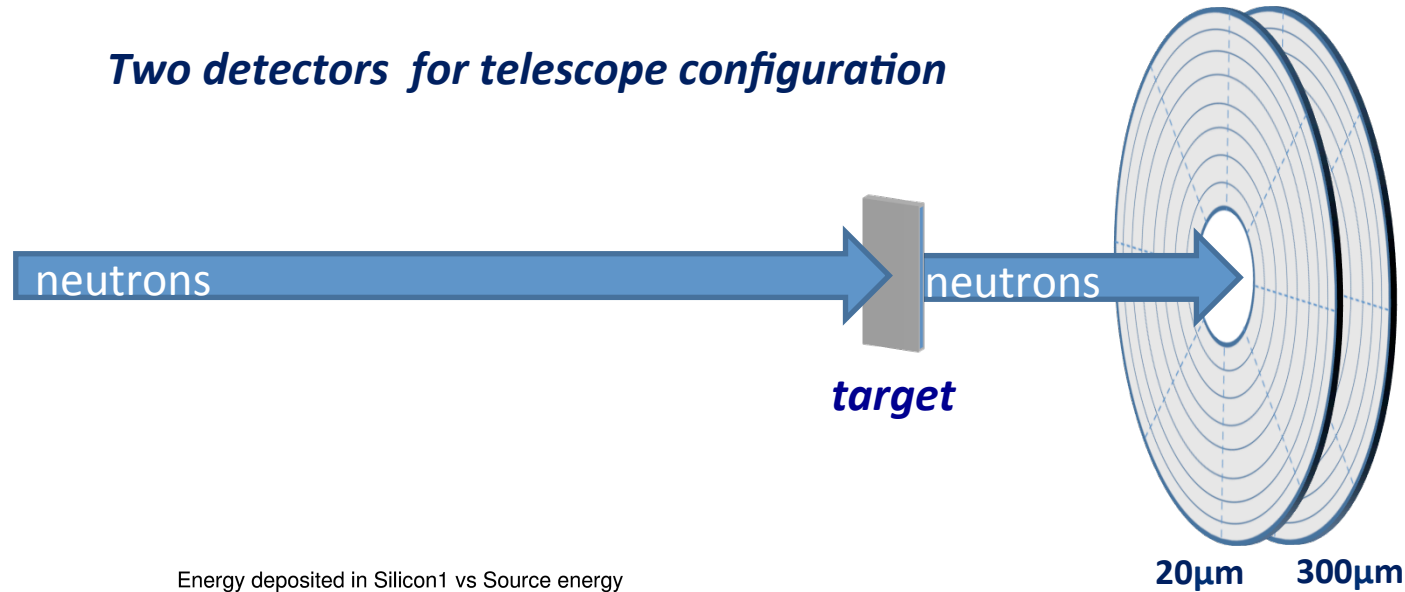 Two detectors for telescope configuration
neutrons
neutrons
target
20μm 300μm
Energy deposited in Silicon1 vs Source energy